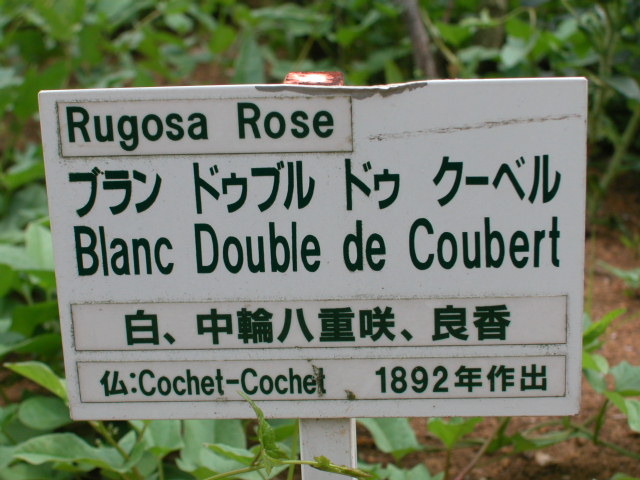 Rugosa Rose
ブラン ドゥブル ドゥ クーベル
Blanc Double de Coubert
白、中輪八重咲、良香
仏:Cochet-Cochet 1892年作出